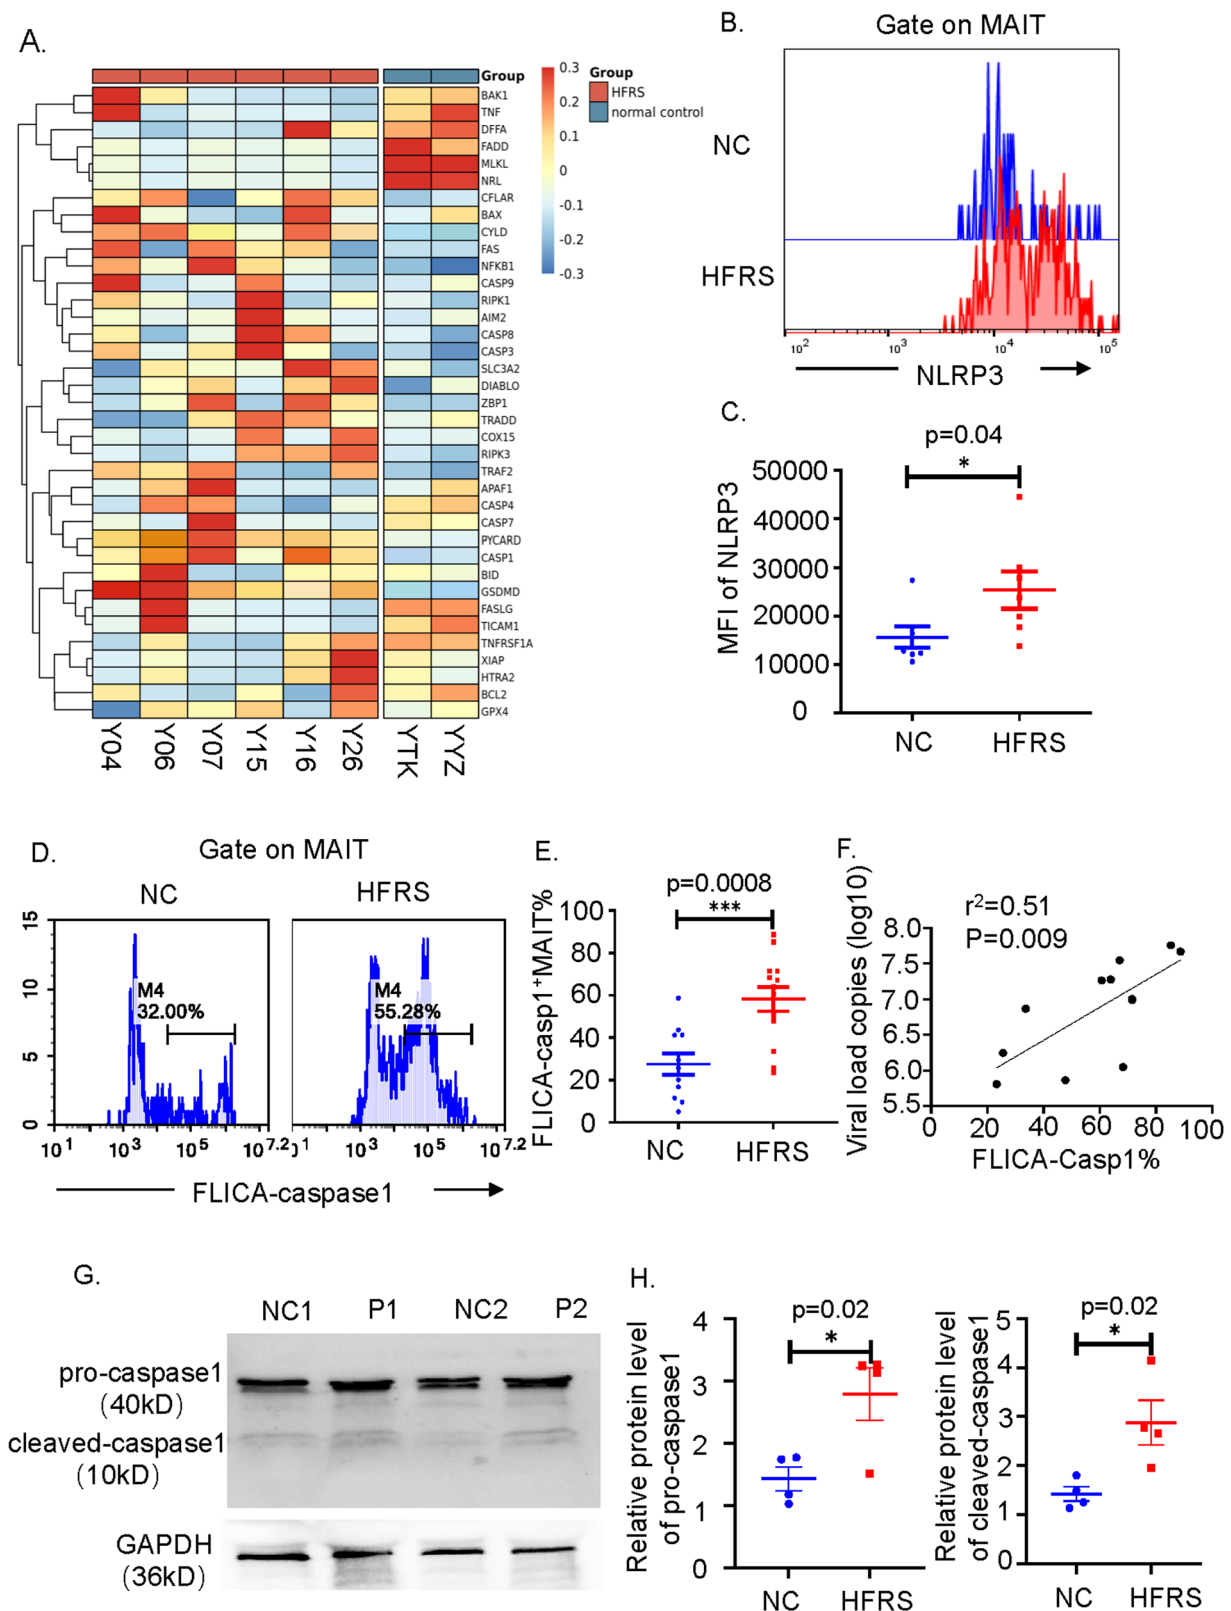 A.
Group
BAK1
TNF
DFFA
FADD
MLKL
NRL
CFLAR
BAX
CYLD
FAS
NFKB1
CASP9
RIPK1
AIM2
CASP8
CASP3
SLC3A2
DIABLO
ZBP1
TRADD
COX15
RIPK3
TRAF2
APAF1
CASP4
CASP7
PYCARD
CASP1
BID
GSDMD
FASLG
TICAM1
TNFRSF1A
XIAP
HTRA2
BCL2
GPX4
Y04 Y06 Y07 Y15 Y16 Y26 YTK YYZ
0.3
0.2
0.1
0
-0.1
-0.2
-0.3
Group
HFRS
normal control
B.
Gate on MAIT
NC
HFRS
10² 10³ 10⁴ 10⁵
NLRP3
C.
p=0.04
*
MFI of NLRP3
50000
40000
30000
20000
10000
0
NC HFRS
D.
Gate on MAIT
NC HFRS
15
10
5
0
M4
32.00%
M4
55.28%
10¹ 10³ 10⁵ 10⁷·²
10¹ 10³ 10⁵ 10⁷·²
FLICA-caspase1
E.
p=0.0008
***
FLICA-casp1⁺MAIT%
100
80
60
40
20
0
NC HFRS
F.
r²=0.51
P=0.009
Viral load copies (log10)
8.0
7.5
7.0
6.5
6.0
5.5
0 20 40 60 80 100
FLICA-Casp1%
G.
NC1 P1 NC2 P2
pro-caspase1
(40kD)
cleaved-caspase1
(10kD)
GAPDH
(36kD)
H.
p=0.02
*
Relative protein level
of pro-caspase1
4
3
2
1
0
NC HFRS
p=0.02
*
Relative protein level
of cleaved-caspase1
5
4
3
2
1
0
NC HFRS